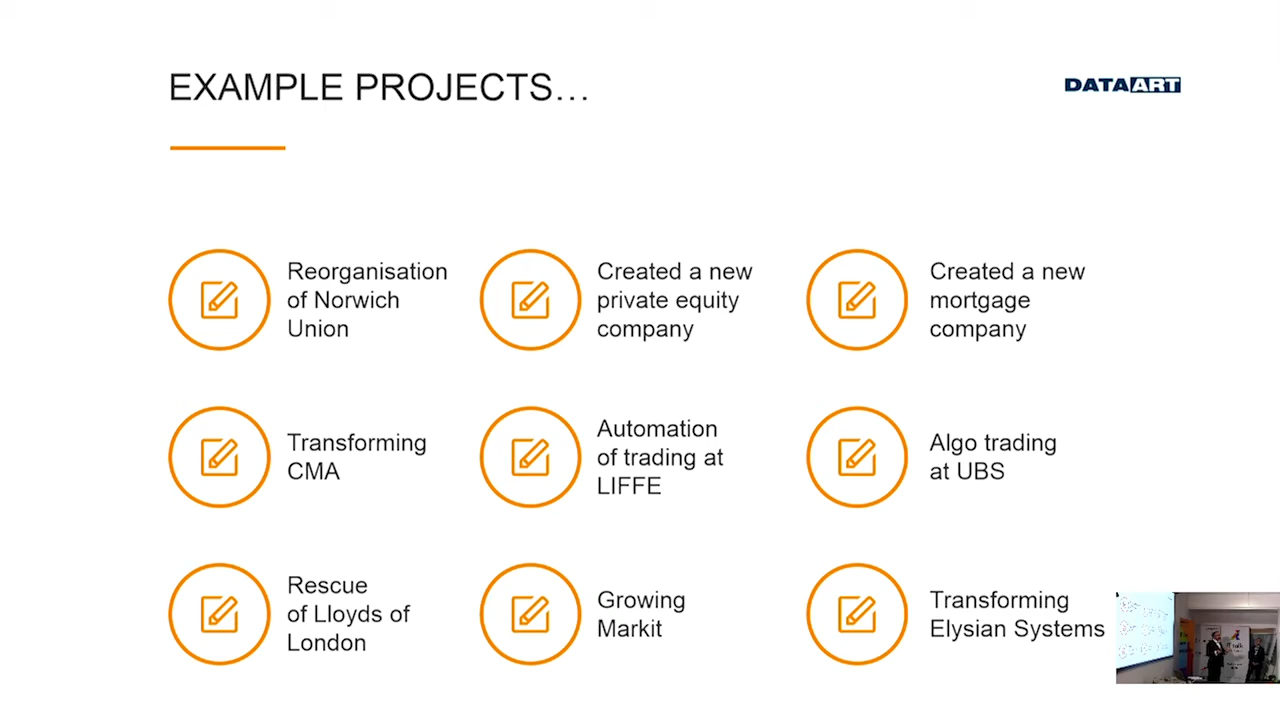 EXAMPLE PROJECTS...
DATAART
Reorganisation
of Norwich
Union
Created a new
private equity
company
Created a new
mortgage
company
Transforming
CMA
Automation
of trading at
LIFFE
Algo trading
at UBS
Rescue
of Lloyds of
London
Growing
Markit
Transforming
Elysian Systems
talk